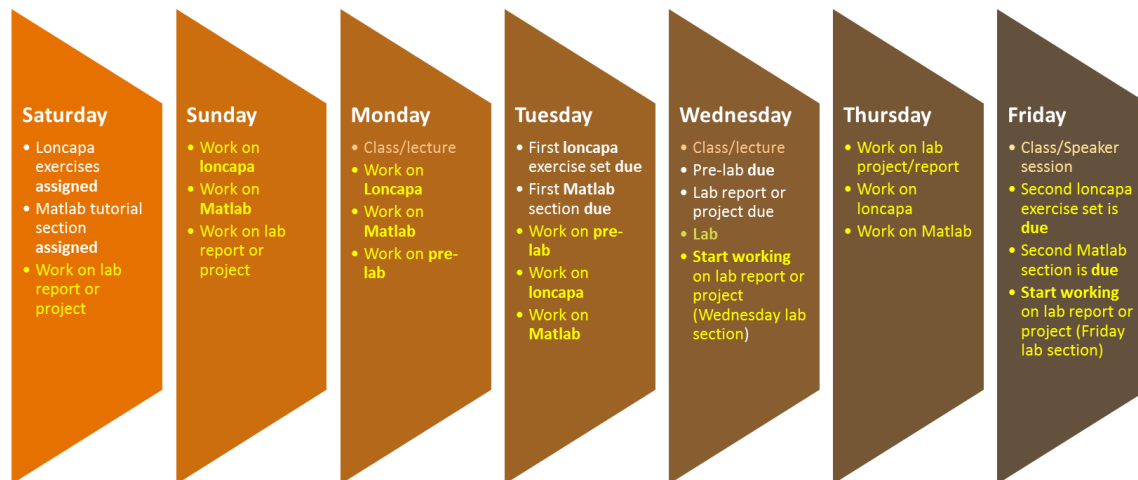 Saturday
• Loncapa
exercises
assigned
• Matlab tutorial
section
assigned
• Work on lab
report or
project
Sunday
• Work on
loncapa
• Work on
Matlab
• Work on lab
report or
project
Monday
• Class/lecture
• Work on
Loncapa
• Work on
Matlab
• Work on pre-
lab
Tuesday
• First loncapa
exercise set due
• First Matlab
section due
• Work on pre-
lab
• Work on
loncapa
• Work on
Matlab
Wednesday
• Class/lecture
• Pre-lab due
• Lab report or
project due
• Lab
• Start working
on lab report or
project
(Wednesday lab
section)
Thursday
• Work on lab
project/report
• Work on
loncapa
• Work on Matlab
Friday
• Class/Speaker
session
• Second loncapa
exercise set is
due
• Second Matlab
section is due
• Start working
on lab report or
project (Friday
lab section)